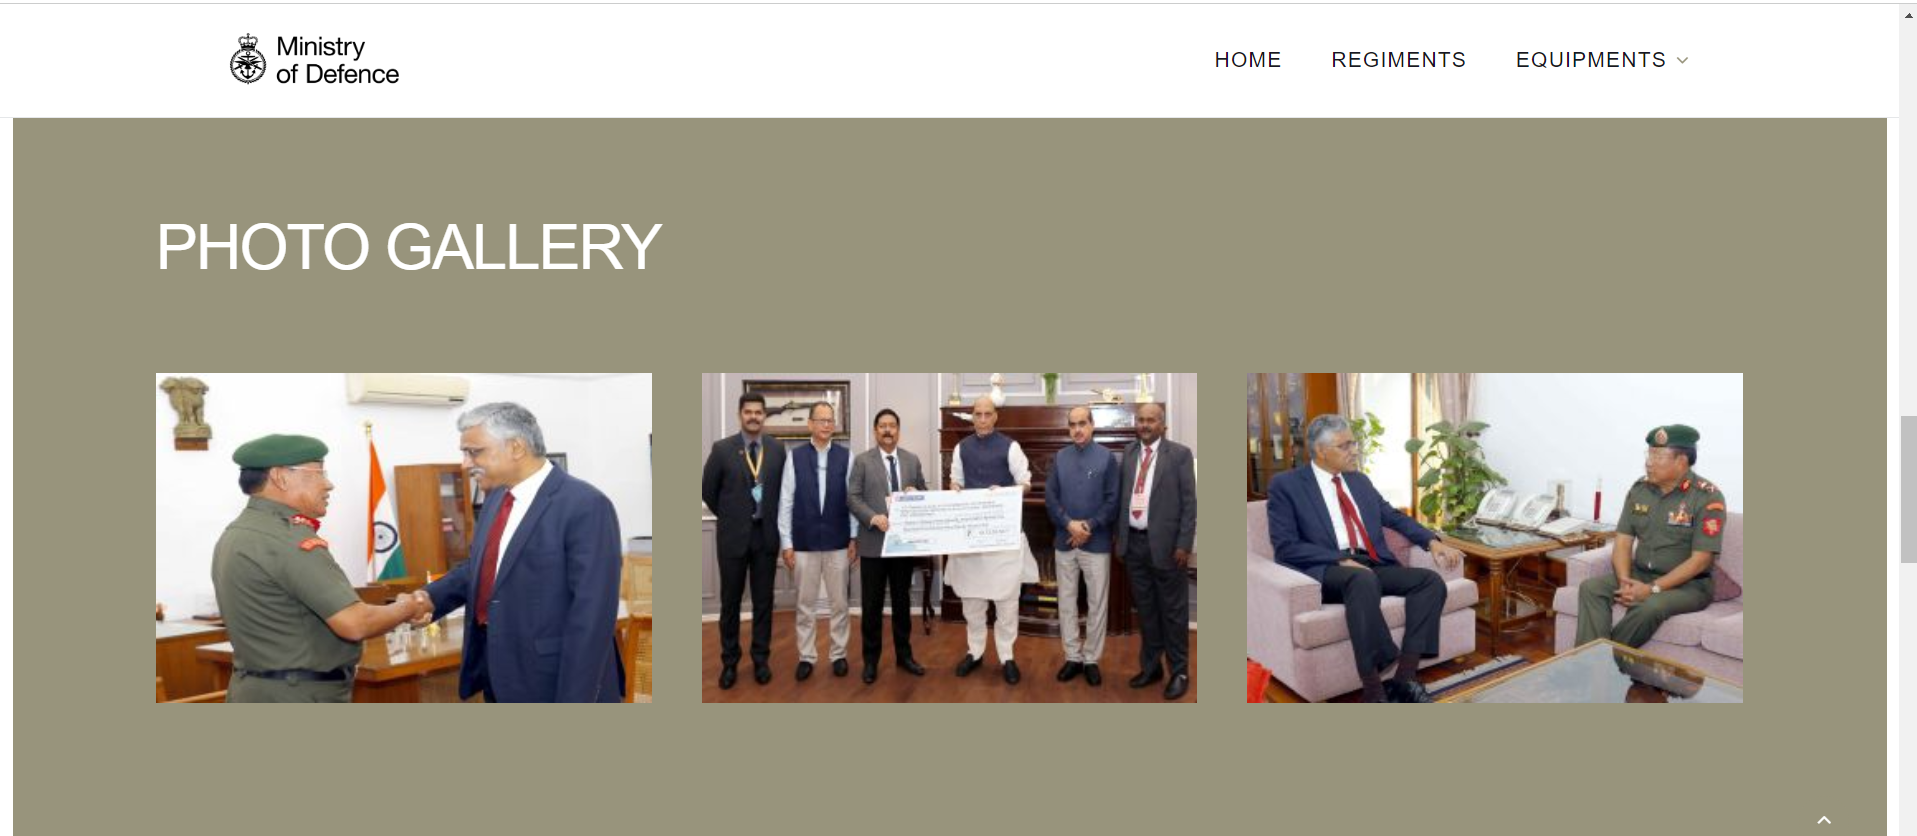 Ministry
of Defence
HOME REGIMENTS EQUIPMENTS
PHOTO GALLERY